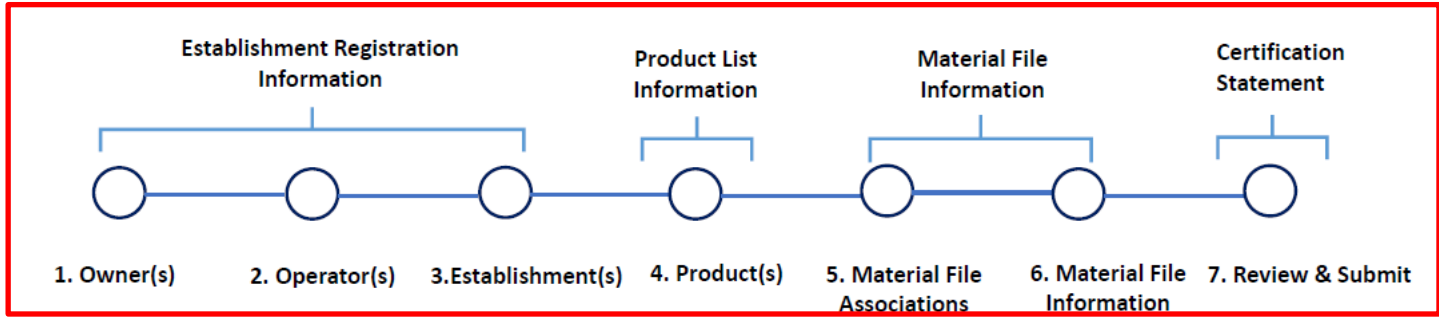 Establishment Registration
Information
Product List
Information
Material File
Information
Certification
Statement
1. Owner(s)
2. Operator(s)
3.Establishment(s)
4. Product(s)
5. Material File
Associations
6. Material File
Information
7. Review & Submit